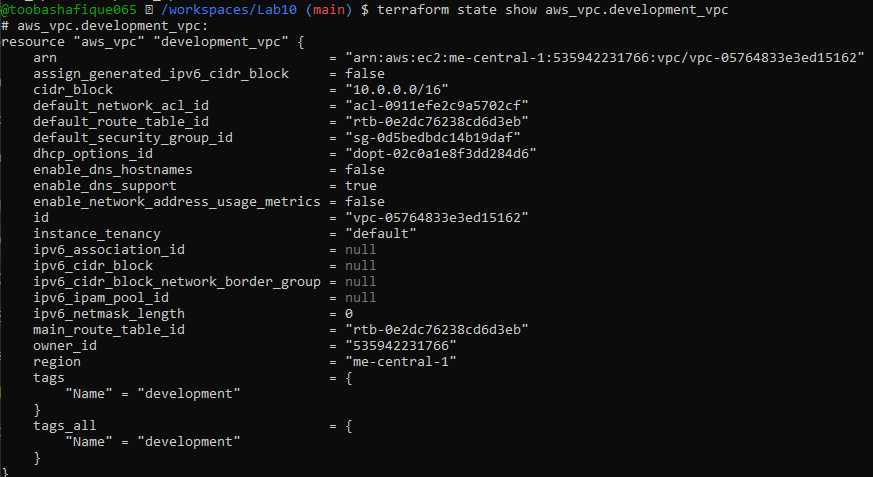 @toobashafique065 /workspaces/Lab10 (main) $ terraform state show aws_vpc.development_vpc
# aws_vpc.development_vpc:
resource "aws_vpc" "development_vpc" {
    arn                                  = "arn:aws:ec2:me-central-1:535942231766:vpc/vpc-05764833e3ed15162"
    assign_generated_ipv6_cidr_block     = false
    cidr_block                           = "10.0.0.0/16"
    default_network_acl_id               = "acl-0911efe2c9a5702cf"
    default_route_table_id               = "rtb-0e2dc76238cd6d3eb"
    default_security_group_id            = "sg-0d5bedbdc14b19daf"
    dhcp_options_id                      = "dopt-02c0a1e8f3dd284d6"
    enable_dns_hostnames                 = false
    enable_dns_support                   = true
    enable_network_address_usage_metrics = false
    id                                   = "vpc-05764833e3ed15162"
    instance_tenancy                     = "default"
    ipv6_association_id                  = null
    ipv6_cidr_block                      = null
    ipv6_cidr_block_network_border_group = null
    ipv6_ipam_pool_id                    = null
    ipv6_netmask_length                  = 0
    main_route_table_id                  = "rtb-0e2dc76238cd6d3eb"
    owner_id                             = "535942231766"
    region                               = "me-central-1"
    tags                                 = {
        "Name" = "development"
    }
    tags_all                             = {
        "Name" = "development"
    }
}